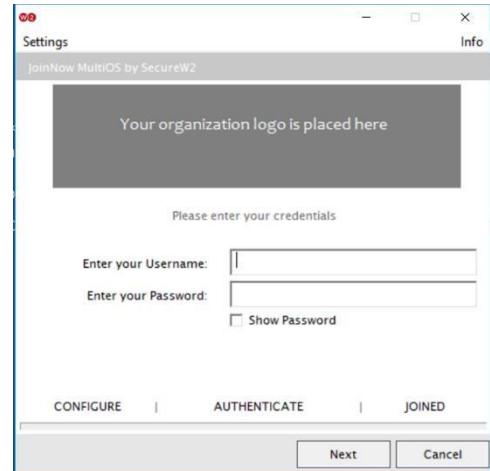 W2
Settings Info
JoinNow MultiOS by SecureW2
Your organization logo is placed here
Please enter your credentials
Enter your Username:
Enter your Password:
Show Password
CONFIGURE | AUTHENTICATE | JOINED
Next Cancel